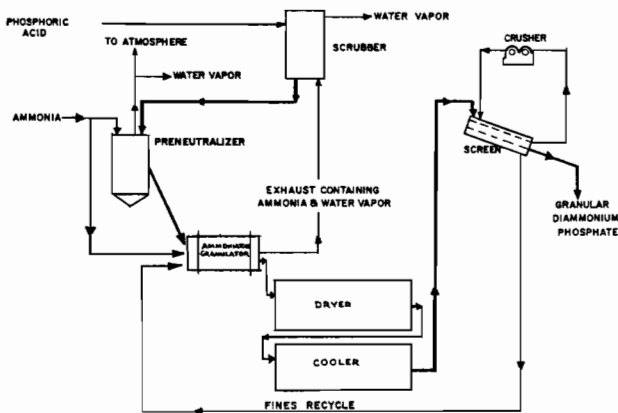 PHOSPHORIC
ACID
WATER VAPOR
SCRUBBER
TO ATMOSPHERE
WATER VAPOR
CRUSHER
AMMONIA
PRENEUTRALIZER
SCREEN
EXHAUST CONTAINING
AMMONIA & WATER VAPOR
GRANULAR
DIAMMONIUM
PHOSPHATE
GRANULATOR
DRYER
COOLER
FINES RECYCLE